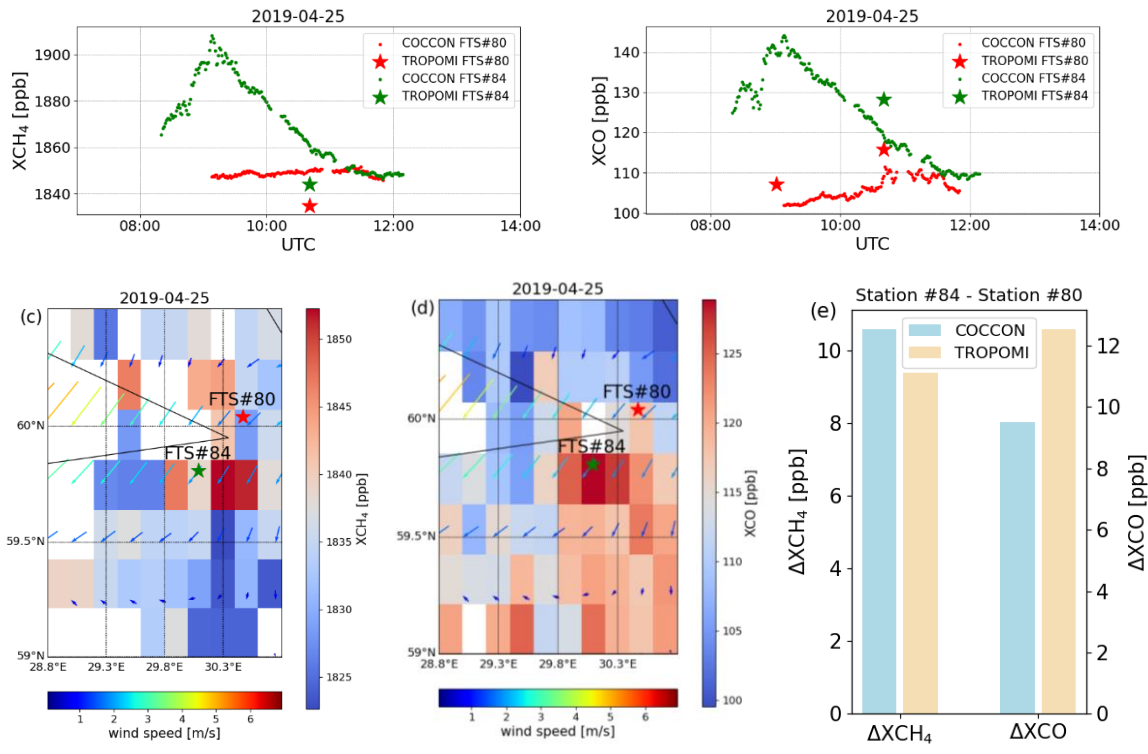 2019-04-25
1900
1880
1860
1840
XCH₄ [ppb]
COCCON FTS#80
TROPOMI FTS#80
COCCON FTS#84
TROPOMI FTS#84
08:00 10:00 12:00 14:00
UTC
2019-04-25
140
130
120
110
100
XCO [ppb]
COCCON FTS#80
TROPOMI FTS#80
COCCON FTS#84
TROPOMI FTS#84
08:00 10:00 12:00 14:00
UTC
2019-04-25
(c)
FTS#80
60°N
FTS#84
59.5°N
59°N
28.8°E 29.3°E 29.8°E 30.3°E
1850
1845
1840
1835
1830
1825
XCH₄ [ppb]
1 2 3 4 5 6
wind speed [m/s]
2019-04-25
(d)
FTS#80
60°N
FTS#84
59.5°N
59°N
28.8°E 29.3°E 29.8°E 30.3°E
125
120
115
110
105
100
XCO [ppb]
1 2 3 4 5 6
wind speed [m/s]
(e) Station #84 - Station #80
COCCON
TROPOMI
10
8
6
4
2
0
ΔXCH₄ [ppb]
12
10
8
6
4
2
0
ΔXCO [ppb]
ΔXCH₄ ΔXCO